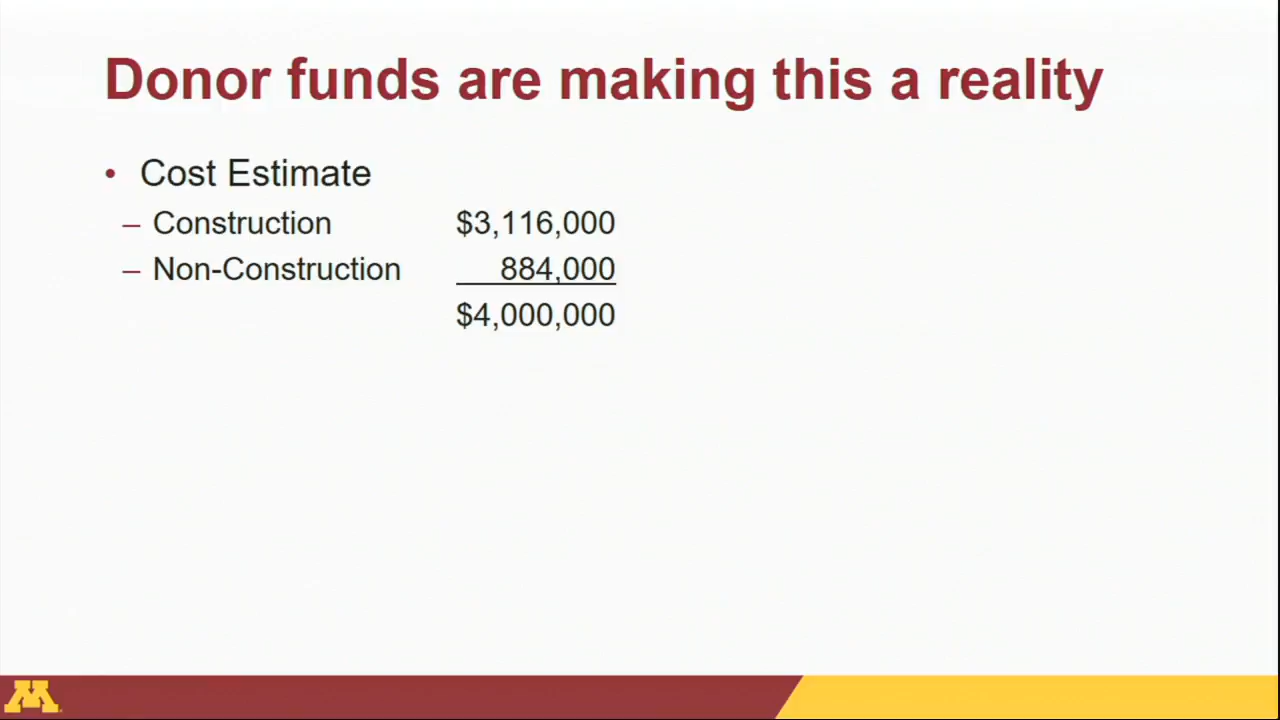 Donor funds are making this a reality
• Cost Estimate
– Construction $3,116,000
– Non-Construction 884,000
$4,000,000
M